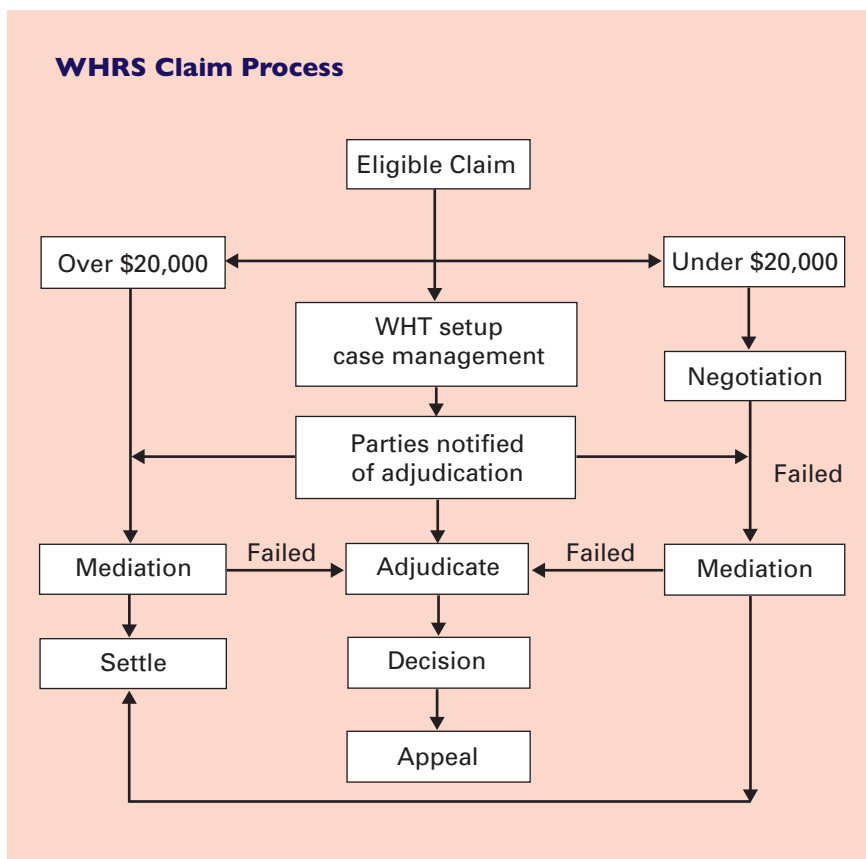 WHRS Claim Process
Eligible Claim
Over $20,000
Under $20,000
WHT setup
case management
Negotiation
Parties notified
of adjudication
Failed
Mediation
Failed
Adjudicate
Failed
Mediation
Settle
Decision
Appeal